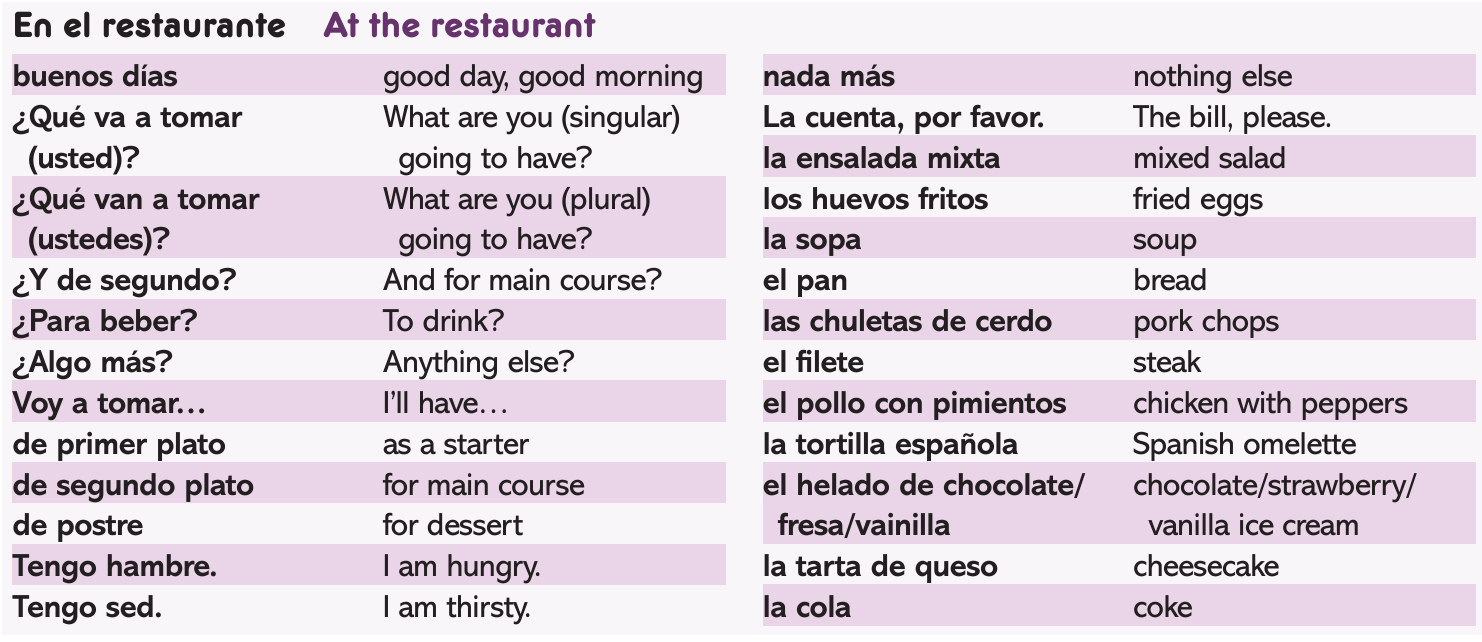 En el restaurante At the restaurant
buenos días good day, good morning
¿Qué va a tomar What are you (singular)
(usted)? going to have?
¿Qué van a tomar What are you (plural)
(ustedes)? going to have?
¿Y de segundo? And for main course?
¿Para beber? To drink?
¿Algo más? Anything else?
Voy a tomar… I'll have…
de primer plato as a starter
de segundo plato for main course
de postre for dessert
Tengo hambre. I am hungry.
Tengo sed. I am thirsty.
nada más nothing else
La cuenta, por favor. The bill, please.
la ensalada mixta mixed salad
los huevos fritos fried eggs
la sopa soup
el pan bread
las chuletas de cerdo pork chops
el filete steak
el pollo con pimientos chicken with peppers
la tortilla española Spanish omelette
el helado de chocolate/ chocolate/strawberry/
fresa/vainilla vanilla ice cream
la tarta de queso cheesecake
la cola coke